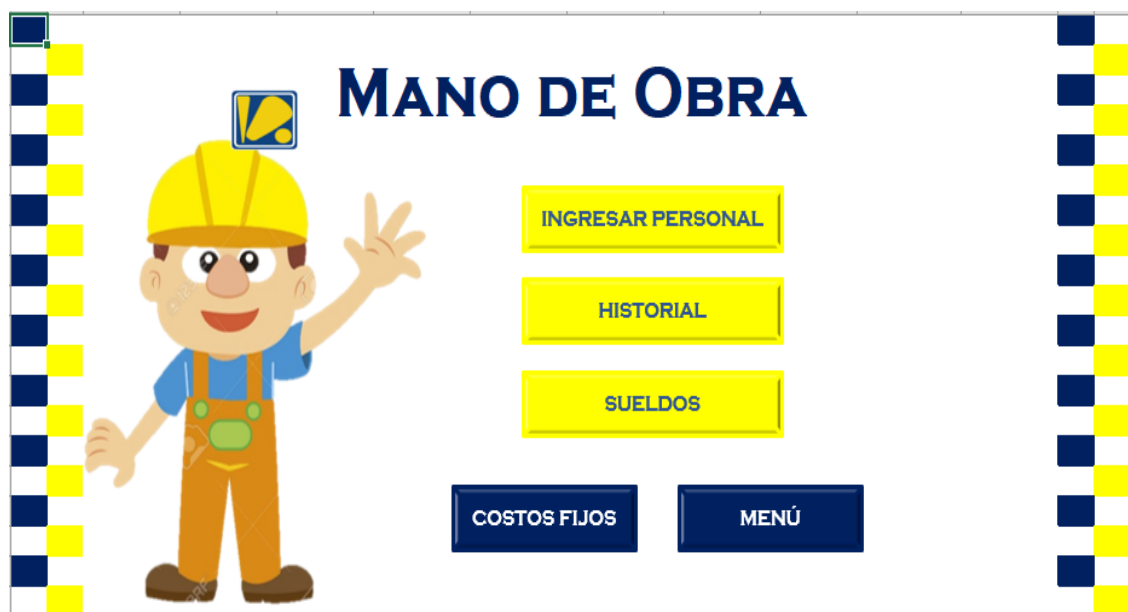 MANO DE OBRA
INGRESAR PERSONAL
HISTORIAL
SUELDOS
COSTOS FIJOS
MENÚ